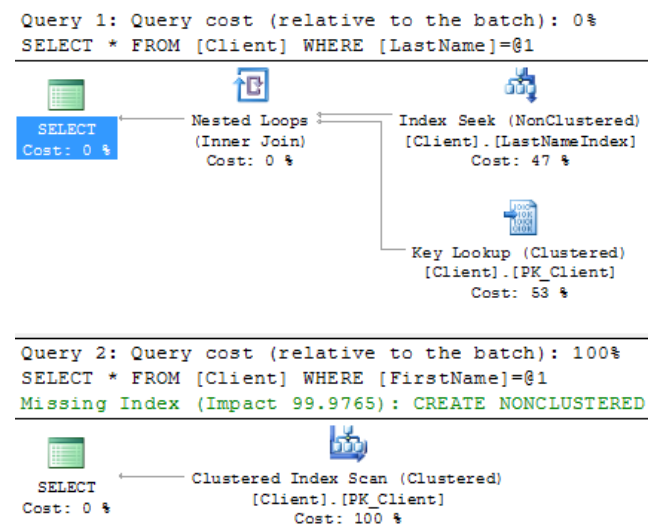 Query 1: Query cost (relative to the batch): 0%
SELECT * FROM [Client] WHERE [LastName]=@1
SELECT
Cost: 0 %
Nested Loops
(Inner Join)
Cost: 0 %
Index Seek (NonClustered)
[Client].[LastNameIndex]
Cost: 47 %
Key Lookup (Clustered)
[Client].[PK_Client]
Cost: 53 %
Query 2: Query cost (relative to the batch): 100%
SELECT * FROM [Client] WHERE [FirstName]=@1
Missing Index (Impact 99.9765): CREATE NONCLUSTERED
SELECT
Cost: 0 %
Clustered Index Scan (Clustered)
[Client].[PK_Client]
Cost: 100 %